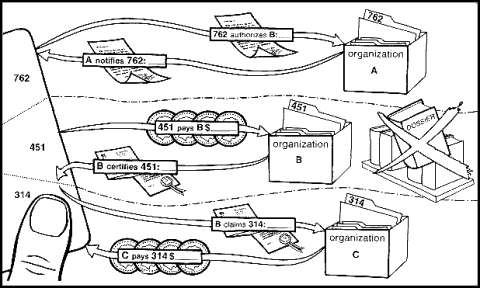 762
762 authorizes B:
762
A notifies 762:
organization
A
451
451
451 pays B $
organization
B
B certifies 451:
DOSSIER
314
314
B claims 314:
organization
C
C pays 314 $